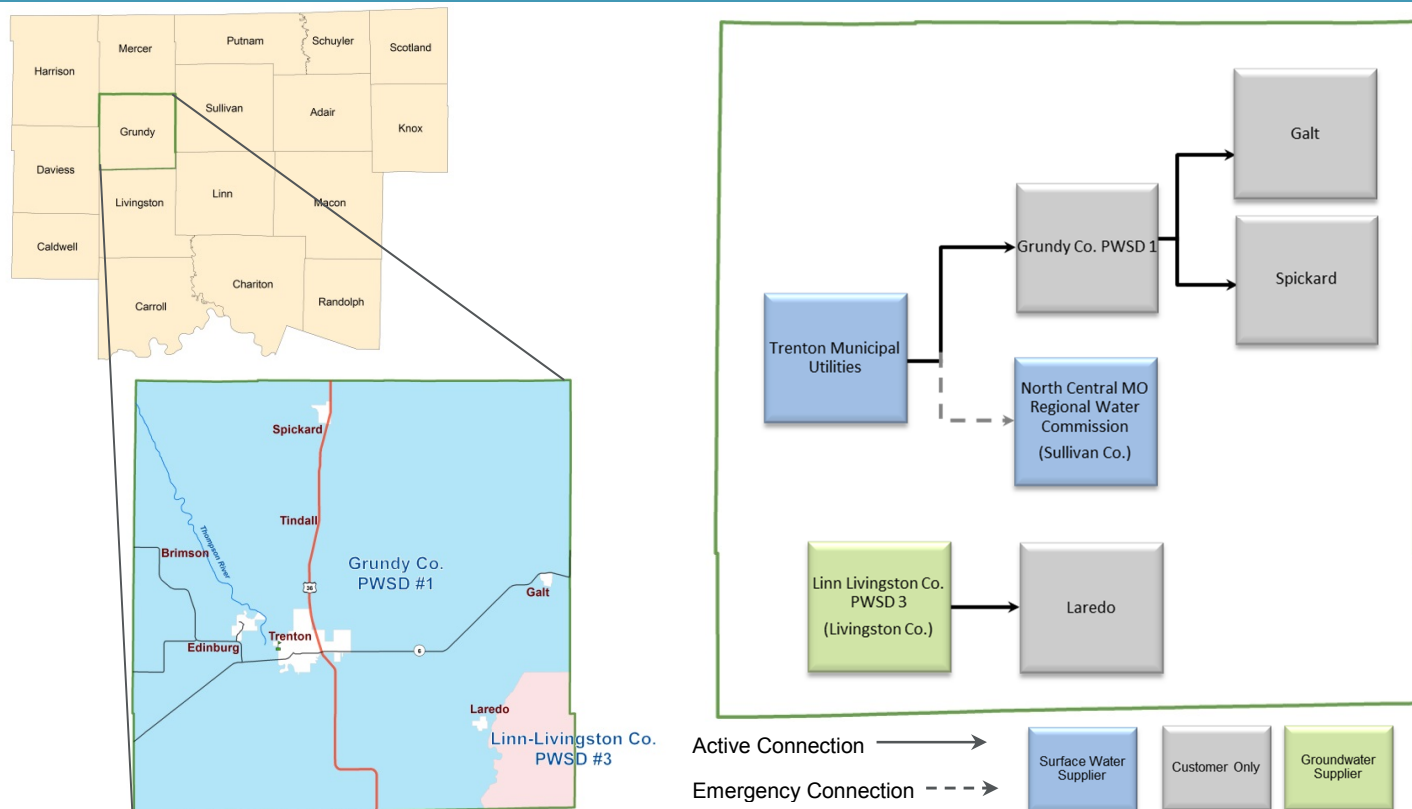 Harrison
Mercer
Putnam
Schuyler
Scotland
Grundy
Sullivan
Adair
Knox
Daviess
Livingston
Linn
Macon
Caldwell
Carroll
Chariton
Randolph
Spickard
Tindall
Brimson
Thompson River
Grundy Co.
PWSD #1
36
Galt
Trenton
Edinburg
6
Laredo
Linn-Livingston Co.
PWSD #3
Galt
Grundy Co. PWSD 1
Spickard
Trenton Municipal
Utilities
North Central MO
Regional Water
Commission
(Sullivan Co.)
Linn Livingston Co.
PWSD 3
(Livingston Co.)
Laredo
Active Connection
Emergency Connection
Surface Water
Supplier
Customer Only
Groundwater
Supplier